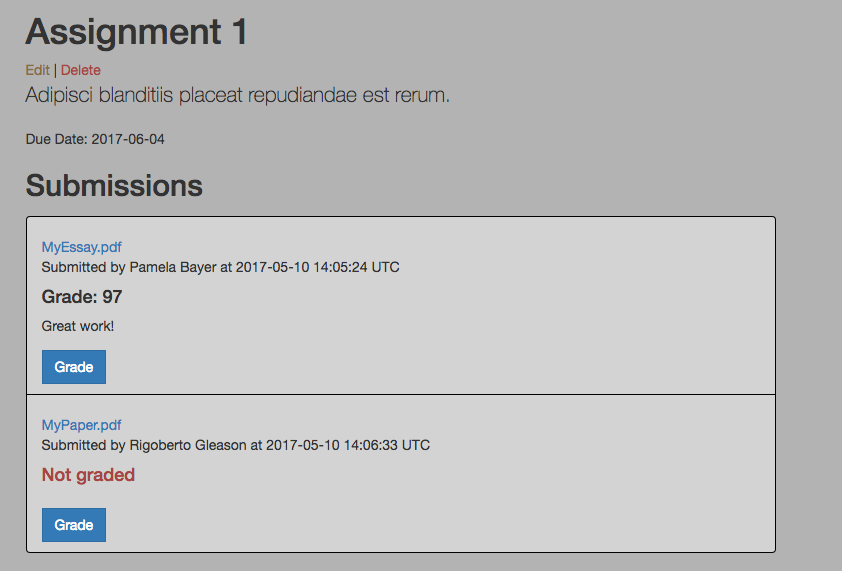 Assignment 1
Edit | Delete
Adipisci blanditiis placeat repudiandae est rerum.
Due Date: 2017-06-04
Submissions
MyEssay.pdf
Submitted by Pamela Bayer at 2017-05-10 14:05:24 UTC
Grade: 97
Great work!
Grade
MyPaper.pdf
Submitted by Rigoberto Gleason at 2017-05-10 14:06:33 UTC
Not graded
Grade